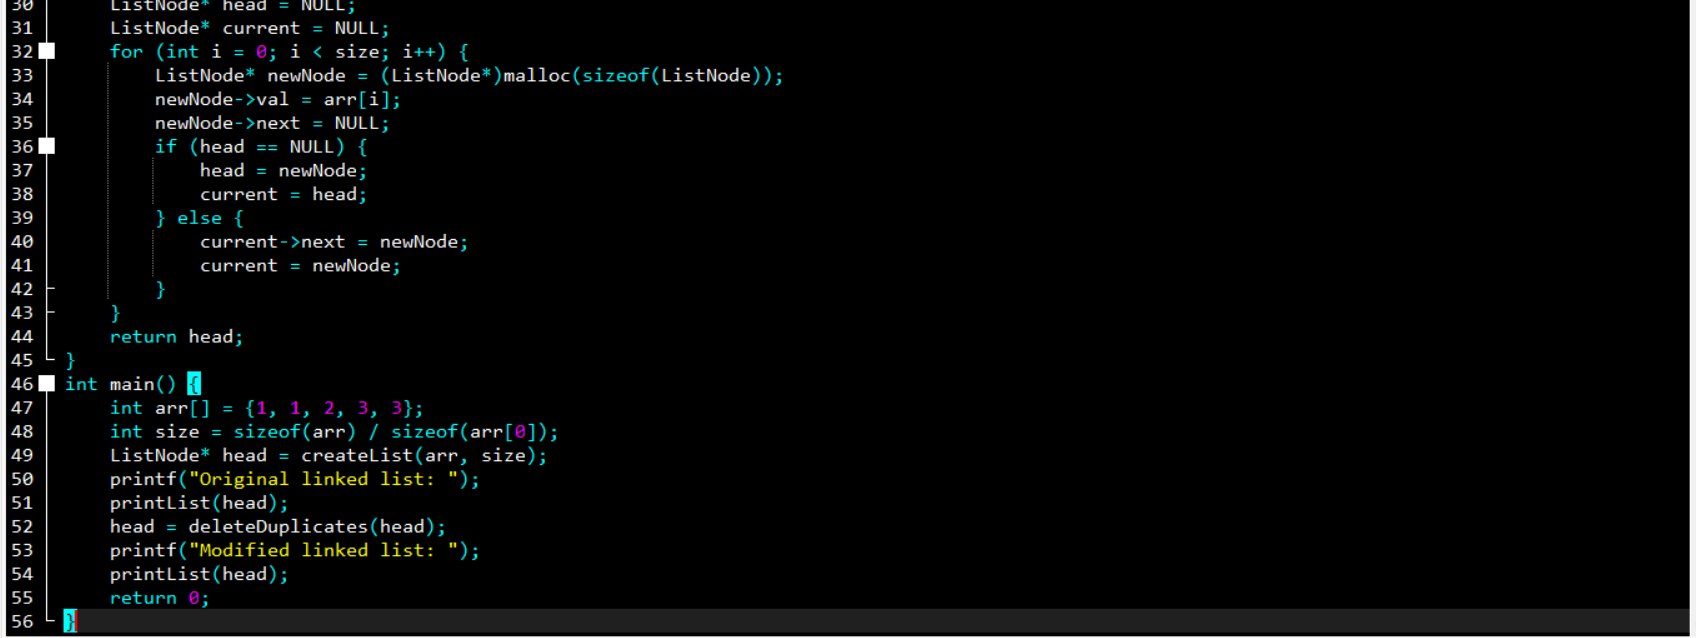 30 ListNode* head = NULL;
31 ListNode* current = NULL;
32 for (int i = 0; i < size; i++) {
33 ListNode* newNode = (ListNode*)malloc(sizeof(ListNode));
34 newNode->val = arr[i];
35 newNode->next = NULL;
36 if (head == NULL) {
37 head = newNode;
38 current = head;
39 } else {
40 current->next = newNode;
41 current = newNode;
42 }
43 }
44 return head;
45 }
46 int main() {
47 int arr[] = {1, 1, 2, 3, 3};
48 int size = sizeof(arr) / sizeof(arr[0]);
49 ListNode* head = createList(arr, size);
50 printf("Original linked list: ");
51 printList(head);
52 head = deleteDuplicates(head);
53 printf("Modified linked list: ");
54 printList(head);
55 return 0;
56 }